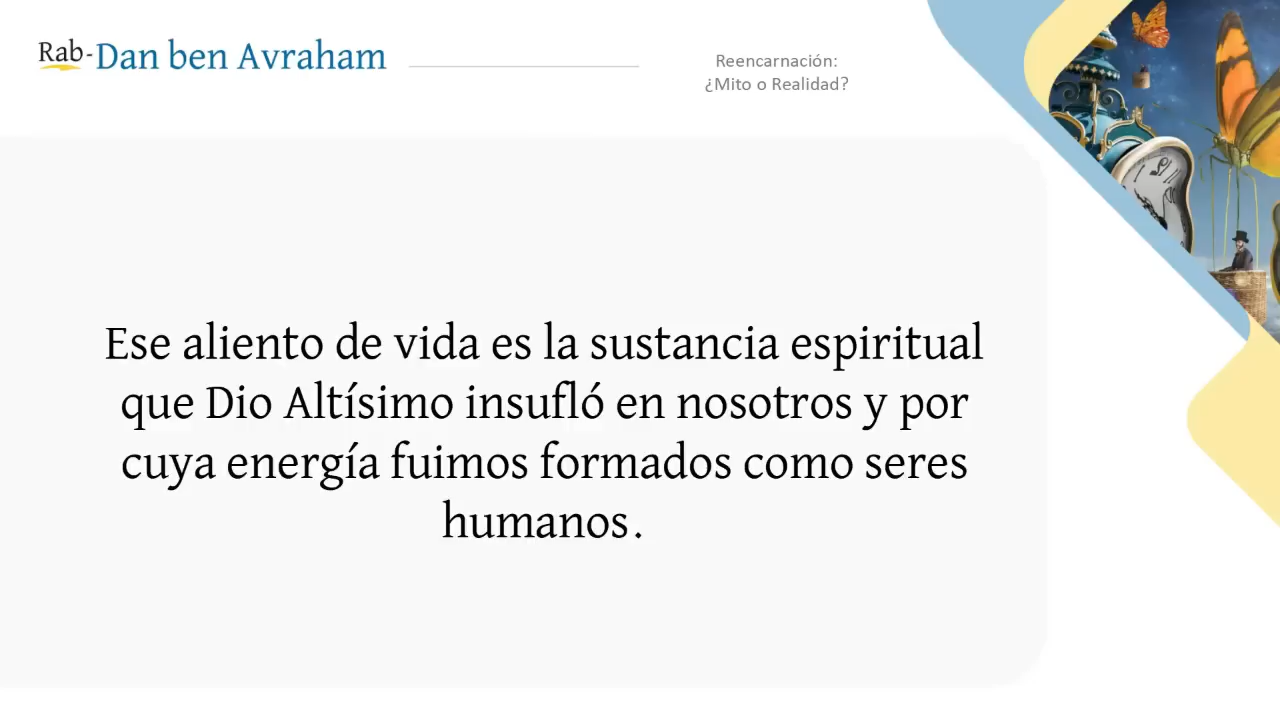 Rab-Dan ben Avraham
Reencarnación:
¿Mito o Realidad?
Ese aliento de vida es la sustancia espiritual
que Dio Altísimo insufló en nosotros y por
cuya energía fuimos formados como seres
humanos.